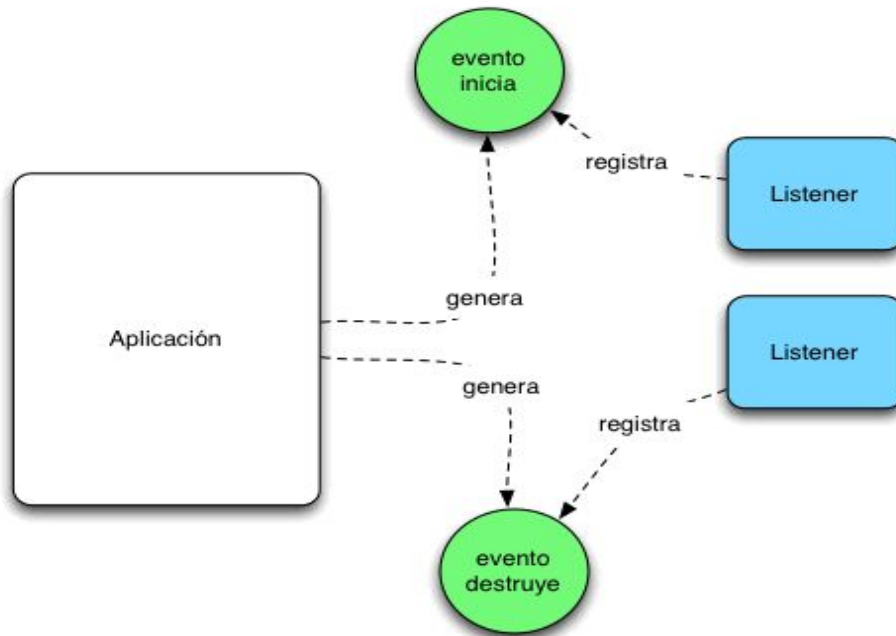 evento
inicia
registra
Listener
genera
Aplicación
Listener
genera
registra
evento
destruye